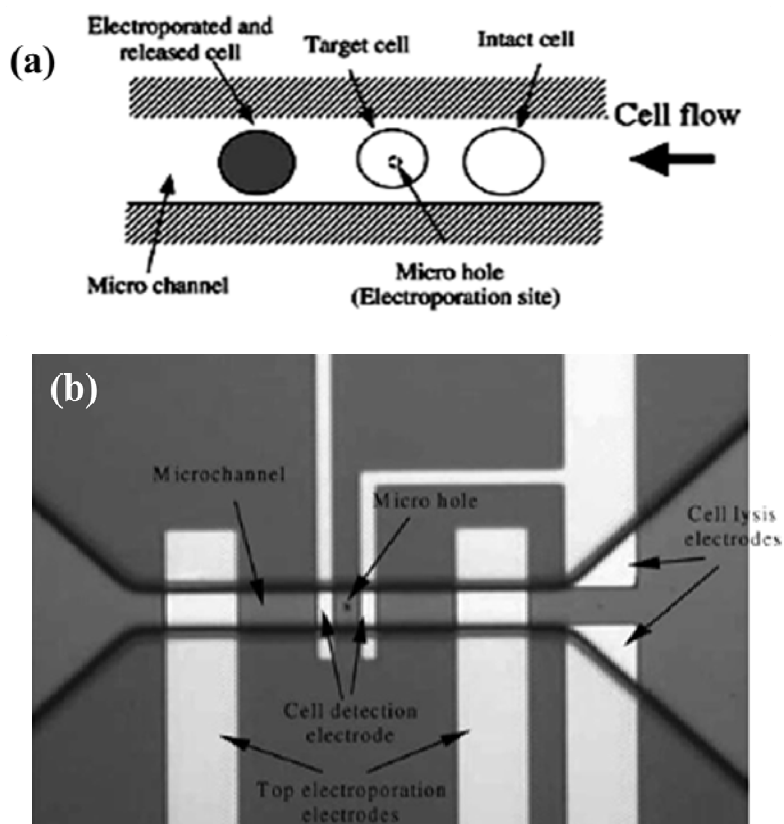 (a)
Electroporated and
released cell
Target cell
Intact cell
Cell flow
Micro channel
Micro hole
(Electroporation site)
(b)
Microchannel
Micro hole
Cell lysis
electrodes
Cell detection
electrode
Top electroporation
electrodes